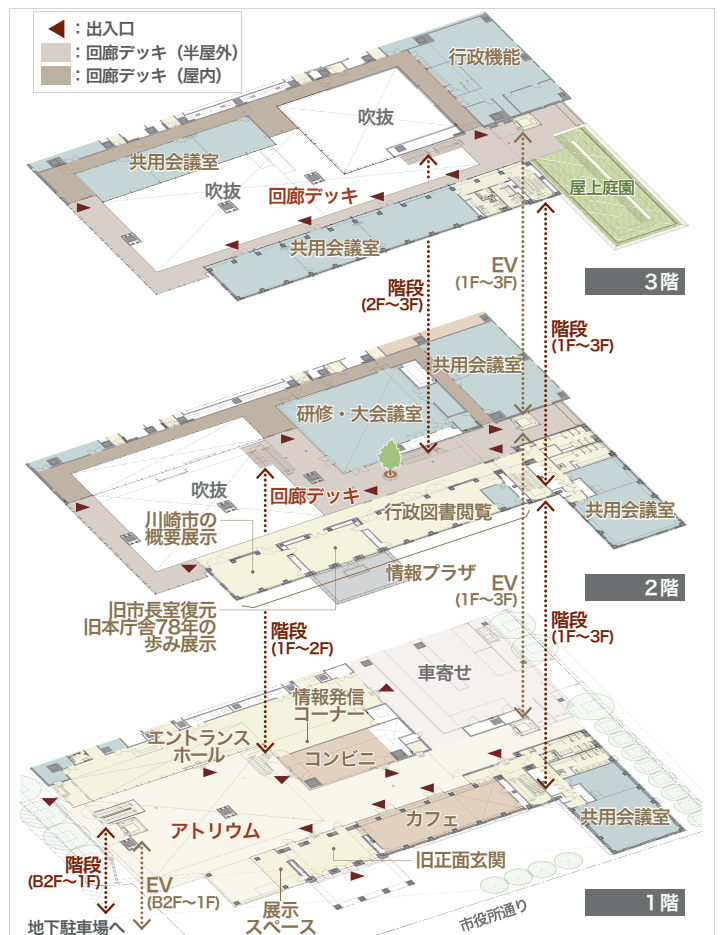 ：出入口
：回廊デッキ（半屋外）
：回廊デッキ（屋内）
行政機能
吹抜
共用会議室
吹抜
回廊デッキ
屋上庭園
共用会議室
EV
(1F〜3F)
階段
(2F〜3F)
3階
階段
(1F〜3F)
共用会議室
研修・大会議室
吹抜
回廊デッキ
川崎市の
概要展示
行政図書閲覧
共用会議室
情報プラザ
2階
EV
(1F〜3F)
旧市長室復元
旧本庁舎78年の
歩み展示
階段
(1F〜2F)
階段
(1F〜3F)
車寄せ
情報発信
コーナー
エントランス
ホール
コンビニ
アトリウム
カフェ
共用会議室
旧正面玄関
階段
(B2F〜1F)
EV
(B2F〜1F)
展示
スペース
1階
地下駐車場へ
市役所通り